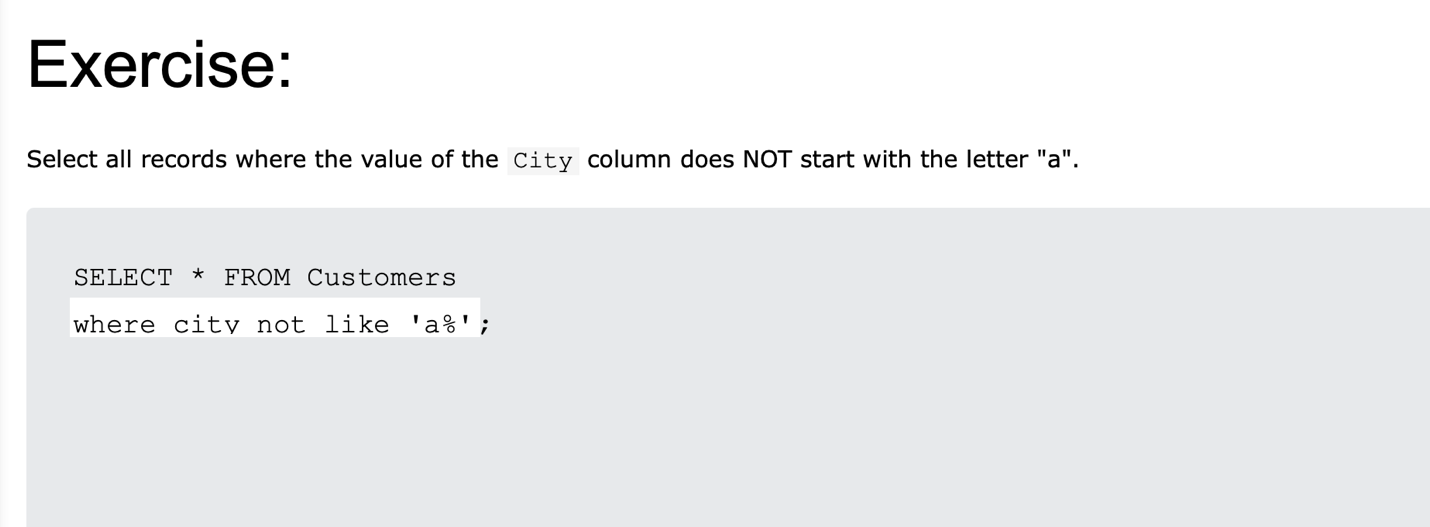 Exercise:
Select all records where the value of the City column does NOT start with the letter "a".
SELECT * FROM Customers
where city not like 'a%';